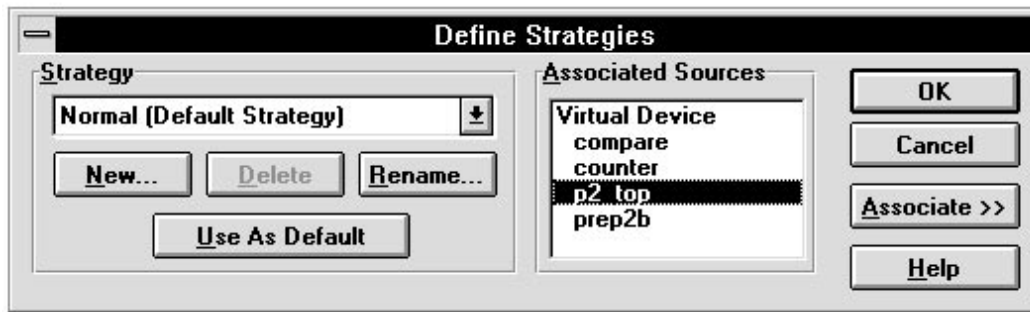 Define Strategies
Strategy
Normal (Default Strategy)
New...
Delete
Rename...
Use As Default
Associated Sources
Virtual Device
compare
counter
p2_top
prep2b
OK
Cancel
Associate >>
Help